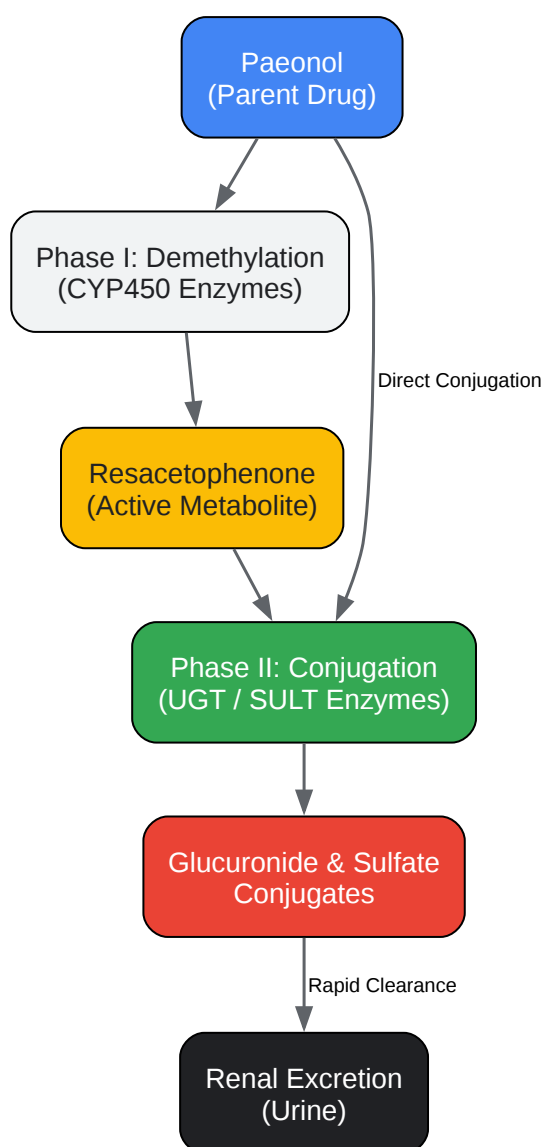 Paeonol
(Parent Drug)
Phase I: Demethylation
(CYP450 Enzymes)
Direct Conjugation
Resacetophenone
(Active Metabolite)
Phase II: Conjugation
(UGT / SULT Enzymes)
Glucuronide & Sulfate
Conjugates
Rapid Clearance
Renal Excretion
(Urine)